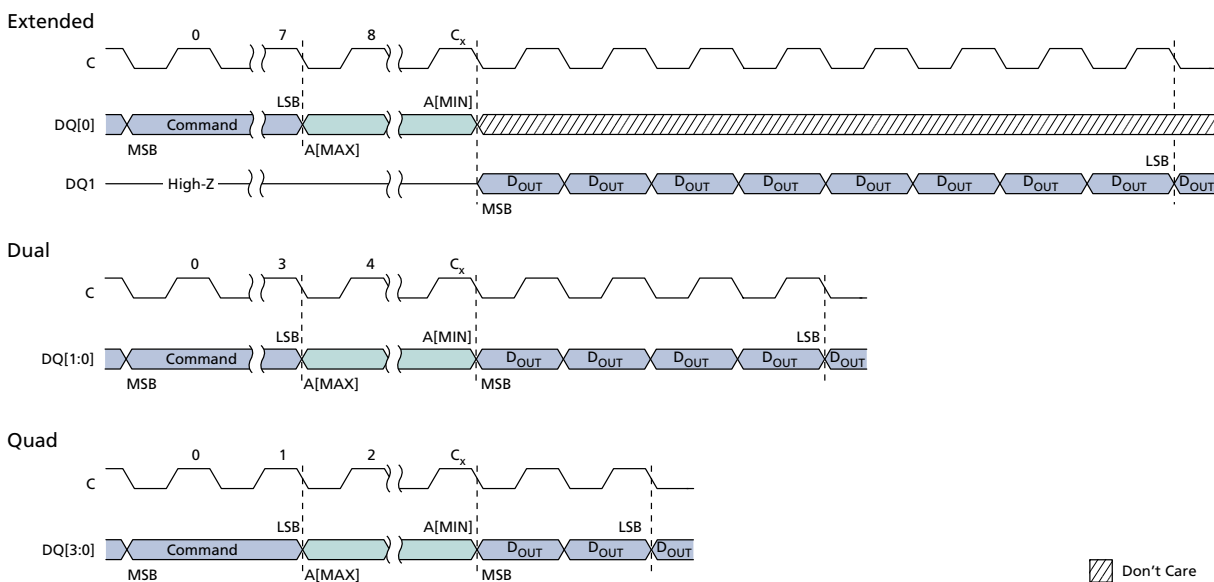 Extended
0 7 8 Cx
C
LSB A[MIN]
DQ[0] Command
MSB A[MAX] LSB
DQ1 High-Z DOUT DOUT DOUT DOUT DOUT DOUT DOUT DOUT DOUT
MSB
Dual
0 3 4 Cx
C
LSB A[MIN] LSB
DQ[1:0] Command DOUT DOUT DOUT DOUT DOUT
MSB A[MAX] MSB
Quad
0 1 2 Cx
C
LSB A[MIN] LSB
DQ[3:0] Command DOUT DOUT DOUT
MSB A[MAX] MSB
Don't Care